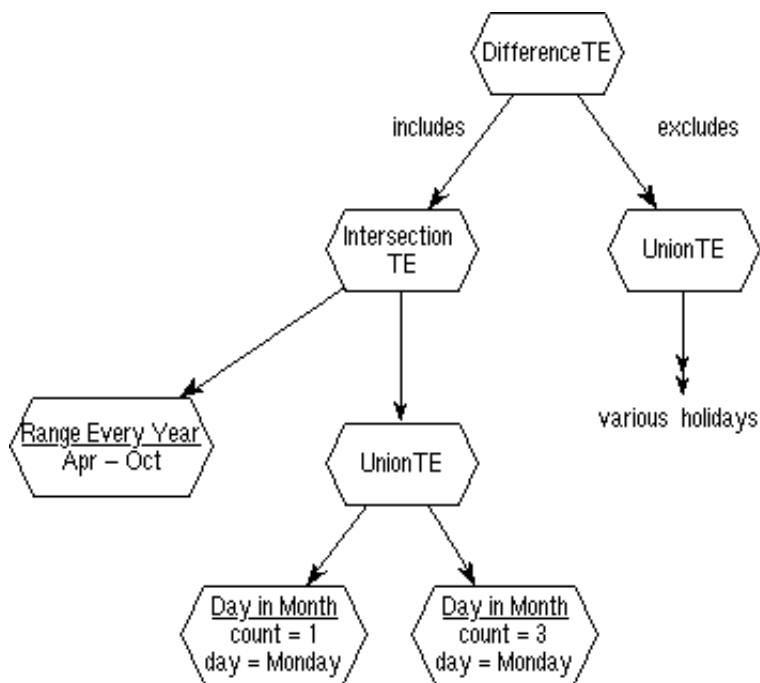 DifferenceTE
includes
excludes
Intersection
TE
UnionTE
Range Every Year
Apr – Oct
various holidays
UnionTE
Day in Month
count = 1
day = Monday
Day in Month
count = 3
day = Monday